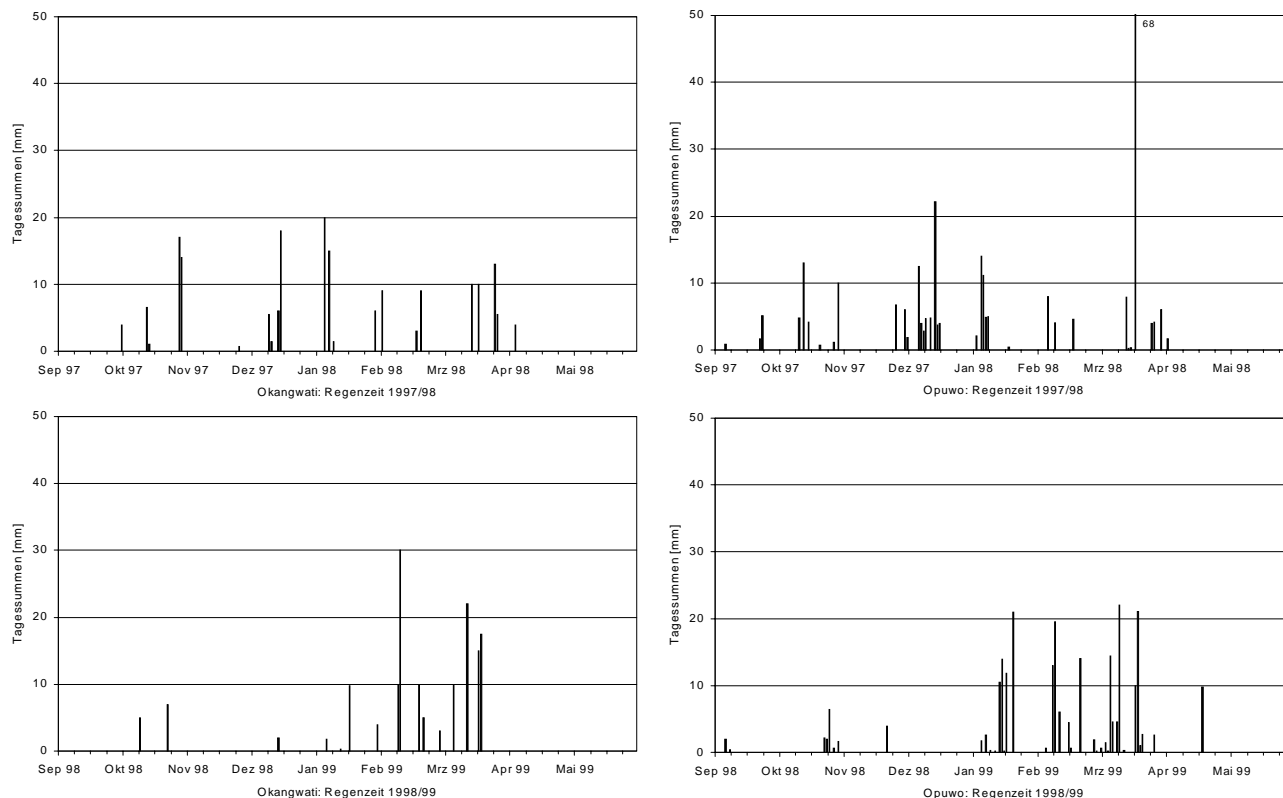 50
40
30
20
10
0
Tagessummen [mm]
Sep 97 Okt 97 Nov 97 Dez 97 Jan 98 Feb 98 Mrz 98 Apr 98 Mai 98
Okangwati: Regenzeit 1997/98
50
40
30
20
10
0
Tagessummen [mm]
68
Sep 97 Okt 97 Nov 97 Dez 97 Jan 98 Feb 98 Mrz 98 Apr 98 Mai 98
Opuwo: Regenzeit 1997/98
50
40
30
20
10
0
Tagessummen [mm]
Sep 98 Okt 98 Nov 98 Dez 98 Jan 99 Feb 99 Mrz 99 Apr 99 Mai 99
Okangwati: Regenzeit 1998/99
50
40
30
20
10
0
Tagessummen [mm]
Sep 98 Okt 98 Nov 98 Dez 98 Jan 99 Feb 99 Mrz 99 Apr 99 Mai 99
Opuwo: Regenzeit 1998/99